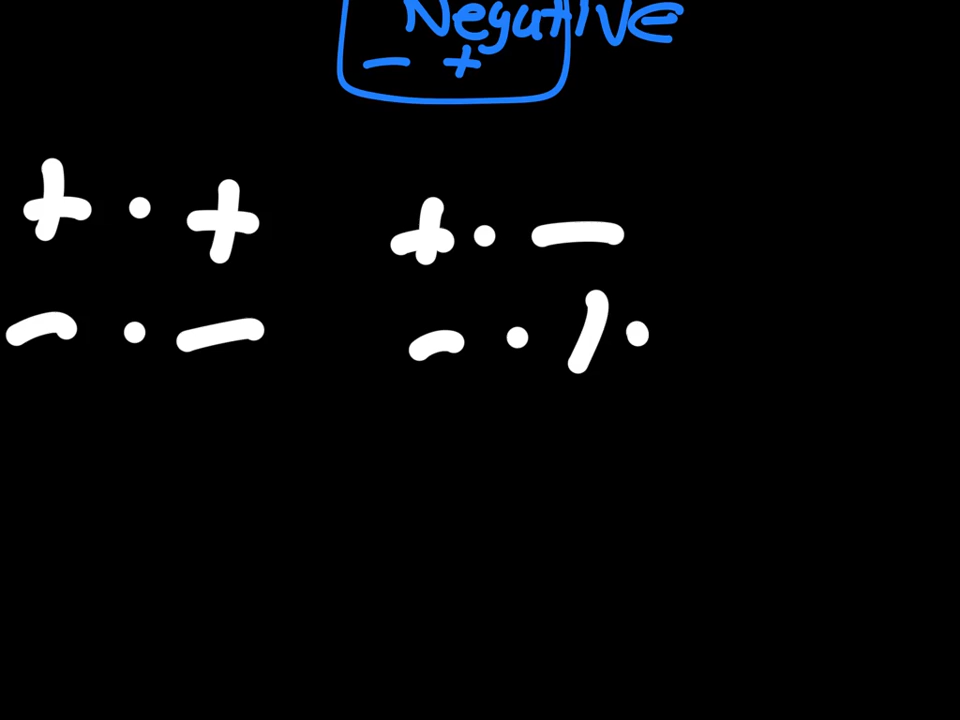 Negative
- +
+ · + + · -
- · - - · / ·